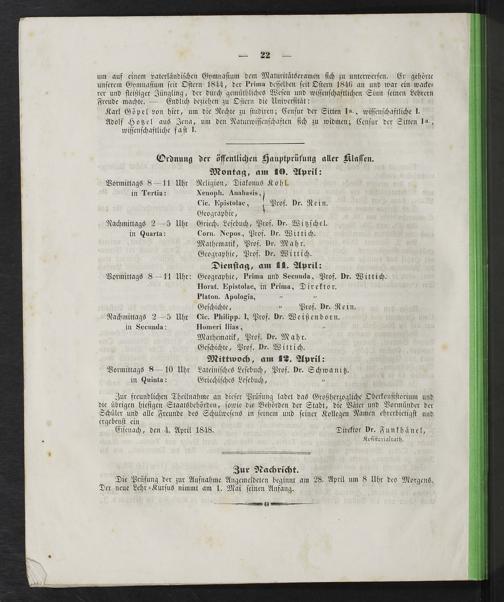 — 22 —
um auf einem vaterländischen Gymnasium dem Maturitätsexamen sich zu unterwerfen. Er gehörte
unserem Gymnasium seit Ostern 1844, der Prima desselben seit Ostern 1846 an und war ein wacke-
rer und fleißiger Jüngling, der durch gemüthliches Wesen und wissenschaftlichen Sinn seinen Lehrern
Freude machte. — Endlich beziehen zu Ostern die Universität:
Karl Göpel von hier, um die Rechte zu studiren; Censur der Sitten Iᵃ, wissenschaftliche I.
Adolf Hotzel aus Jena, um den Naturwissenschaften sich zu widmen; Censur der Sitten Iᵃ,
wissenschaftliche fast I.
Ordnung der öffentlichen Hauptprüfung aller Klassen.
Montag, am 10. April:
Vormittags 8—11 Uhr Religion, Diakonus Kohl.
in Tertia: Xenoph. Anabasis,
Cic. Epistolae, Prof. Dr. Rein.
Geographie,
Nachmittags 2—5 Uhr Griech. Lesebuch, Prof. Dr. Witzschel.
in Quarta: Corn. Nepos, Prof. Dr. Wittich.
Mathematik, Prof. Dr. Mahr.
Geographie, Prof. Dr. Wittich.
Dienstag, am 11. April:
Vormittags 8—11 Uhr: Geographie, Prima und Secunda, Prof. Dr. Wittich.
Horat. Epistolae, in Prima, Direktor.
Platon. Apologia, „ „
Geschichte, „ Prof. Dr. Rein.
Nachmittags 2—5 Uhr Cic. Philipp. I, Prof. Dr. Weißenborn.
in Secunda: Homeri Ilias, „
Mathematik, Prof. Dr. Mahr.
Geschichte, Prof. Dr. Wittich.
Mittwoch, am 12. April:
Vormittags 8—10 Uhr Lateinisches Lesebuch, Prof. Dr. Schwanitz.
in Quinta: Griechisches Lesebuch, „
Zur freundlichen Theilnahme an dieser Prüfung ladet das Großherzogliche Oberkonsistorium und
die übrigen hiesigen Staatsbehörden, sowie die Behörden der Stadt, die Väter und Vormünder der
Schüler und alle Freunde des Schulwesens in seinem und seiner Kollegen Namen ehrerbietigst und
ergebenst ein
Eisenach, den 4. April 1848. Direktor Dr. Funkhänel,
Konsistorialrath.
Zur Nachricht.
Die Prüfung der zur Aufnahme Angemeldeten beginnt am 28. April um 8 Uhr des Morgens.
Der neue Lehr-Kursus nimmt am 1. Mai seinen Anfang.